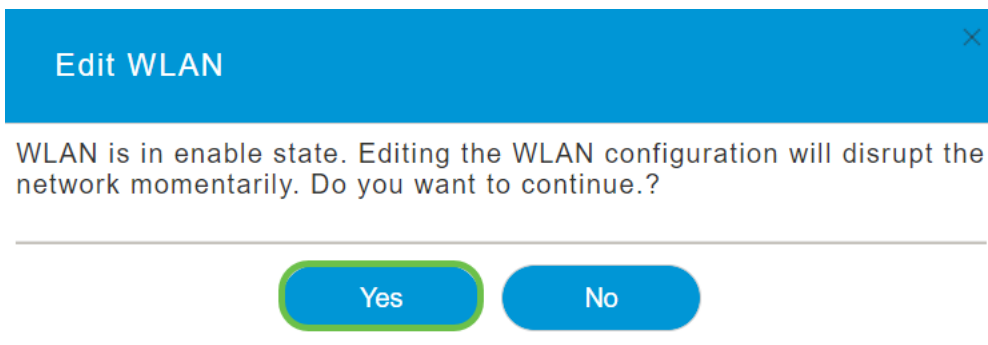 Edit WLAN
WLAN is in enable state. Editing the WLAN configuration will disrupt the
network momentarily. Do you want to continue.?
Yes
No